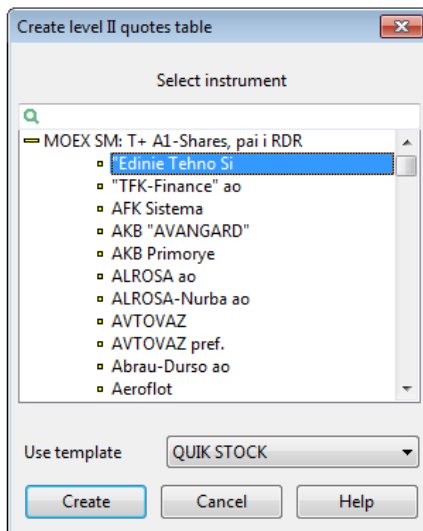 Create level II quotes table
Select instrument
MOEX SM: T+ A1-Shares, pai i RDR
"Edinie Tehno Si
"TFK-Finance" ao
AFK Sistema
AKB "AVANGARD"
AKB Primorye
ALROSA ao
ALROSA-Nurba ao
AVTOVAZ
AVTOVAZ pref.
Abrau-Durso ao
Aeroflot
Use template QUIK STOCK
Create Cancel Help